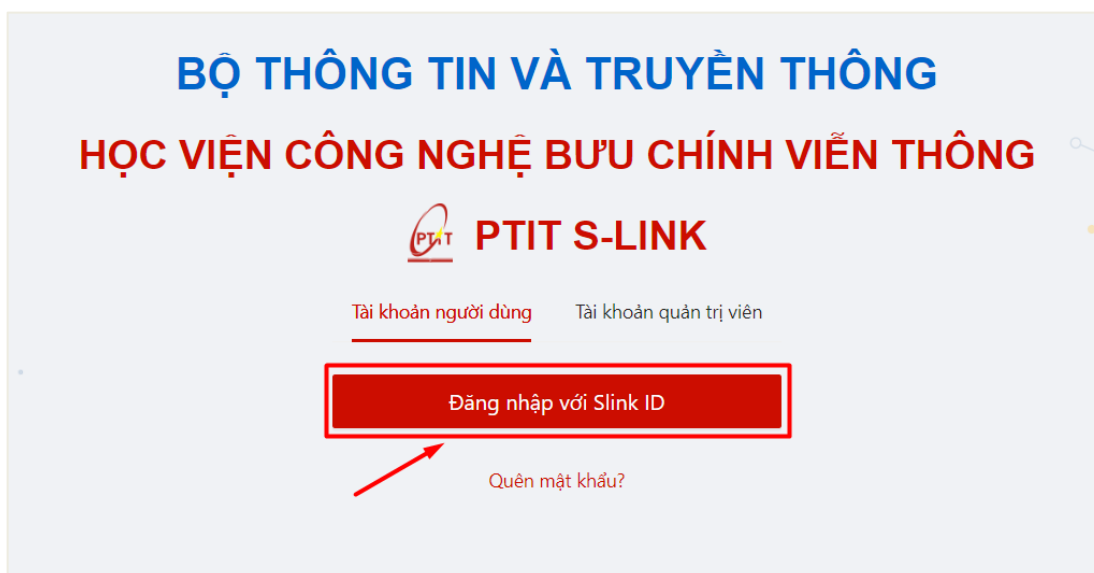 BỘ THÔNG TIN VÀ TRUYỀN THÔNG
HỌC VIỆN CÔNG NGHỆ BƯU CHÍNH VIỄN THÔNG
PTIT PTIT S-LINK
Tài khoản người dùng Tài khoản quản trị viên
Đăng nhập với Slink ID
Quên mật khẩu?